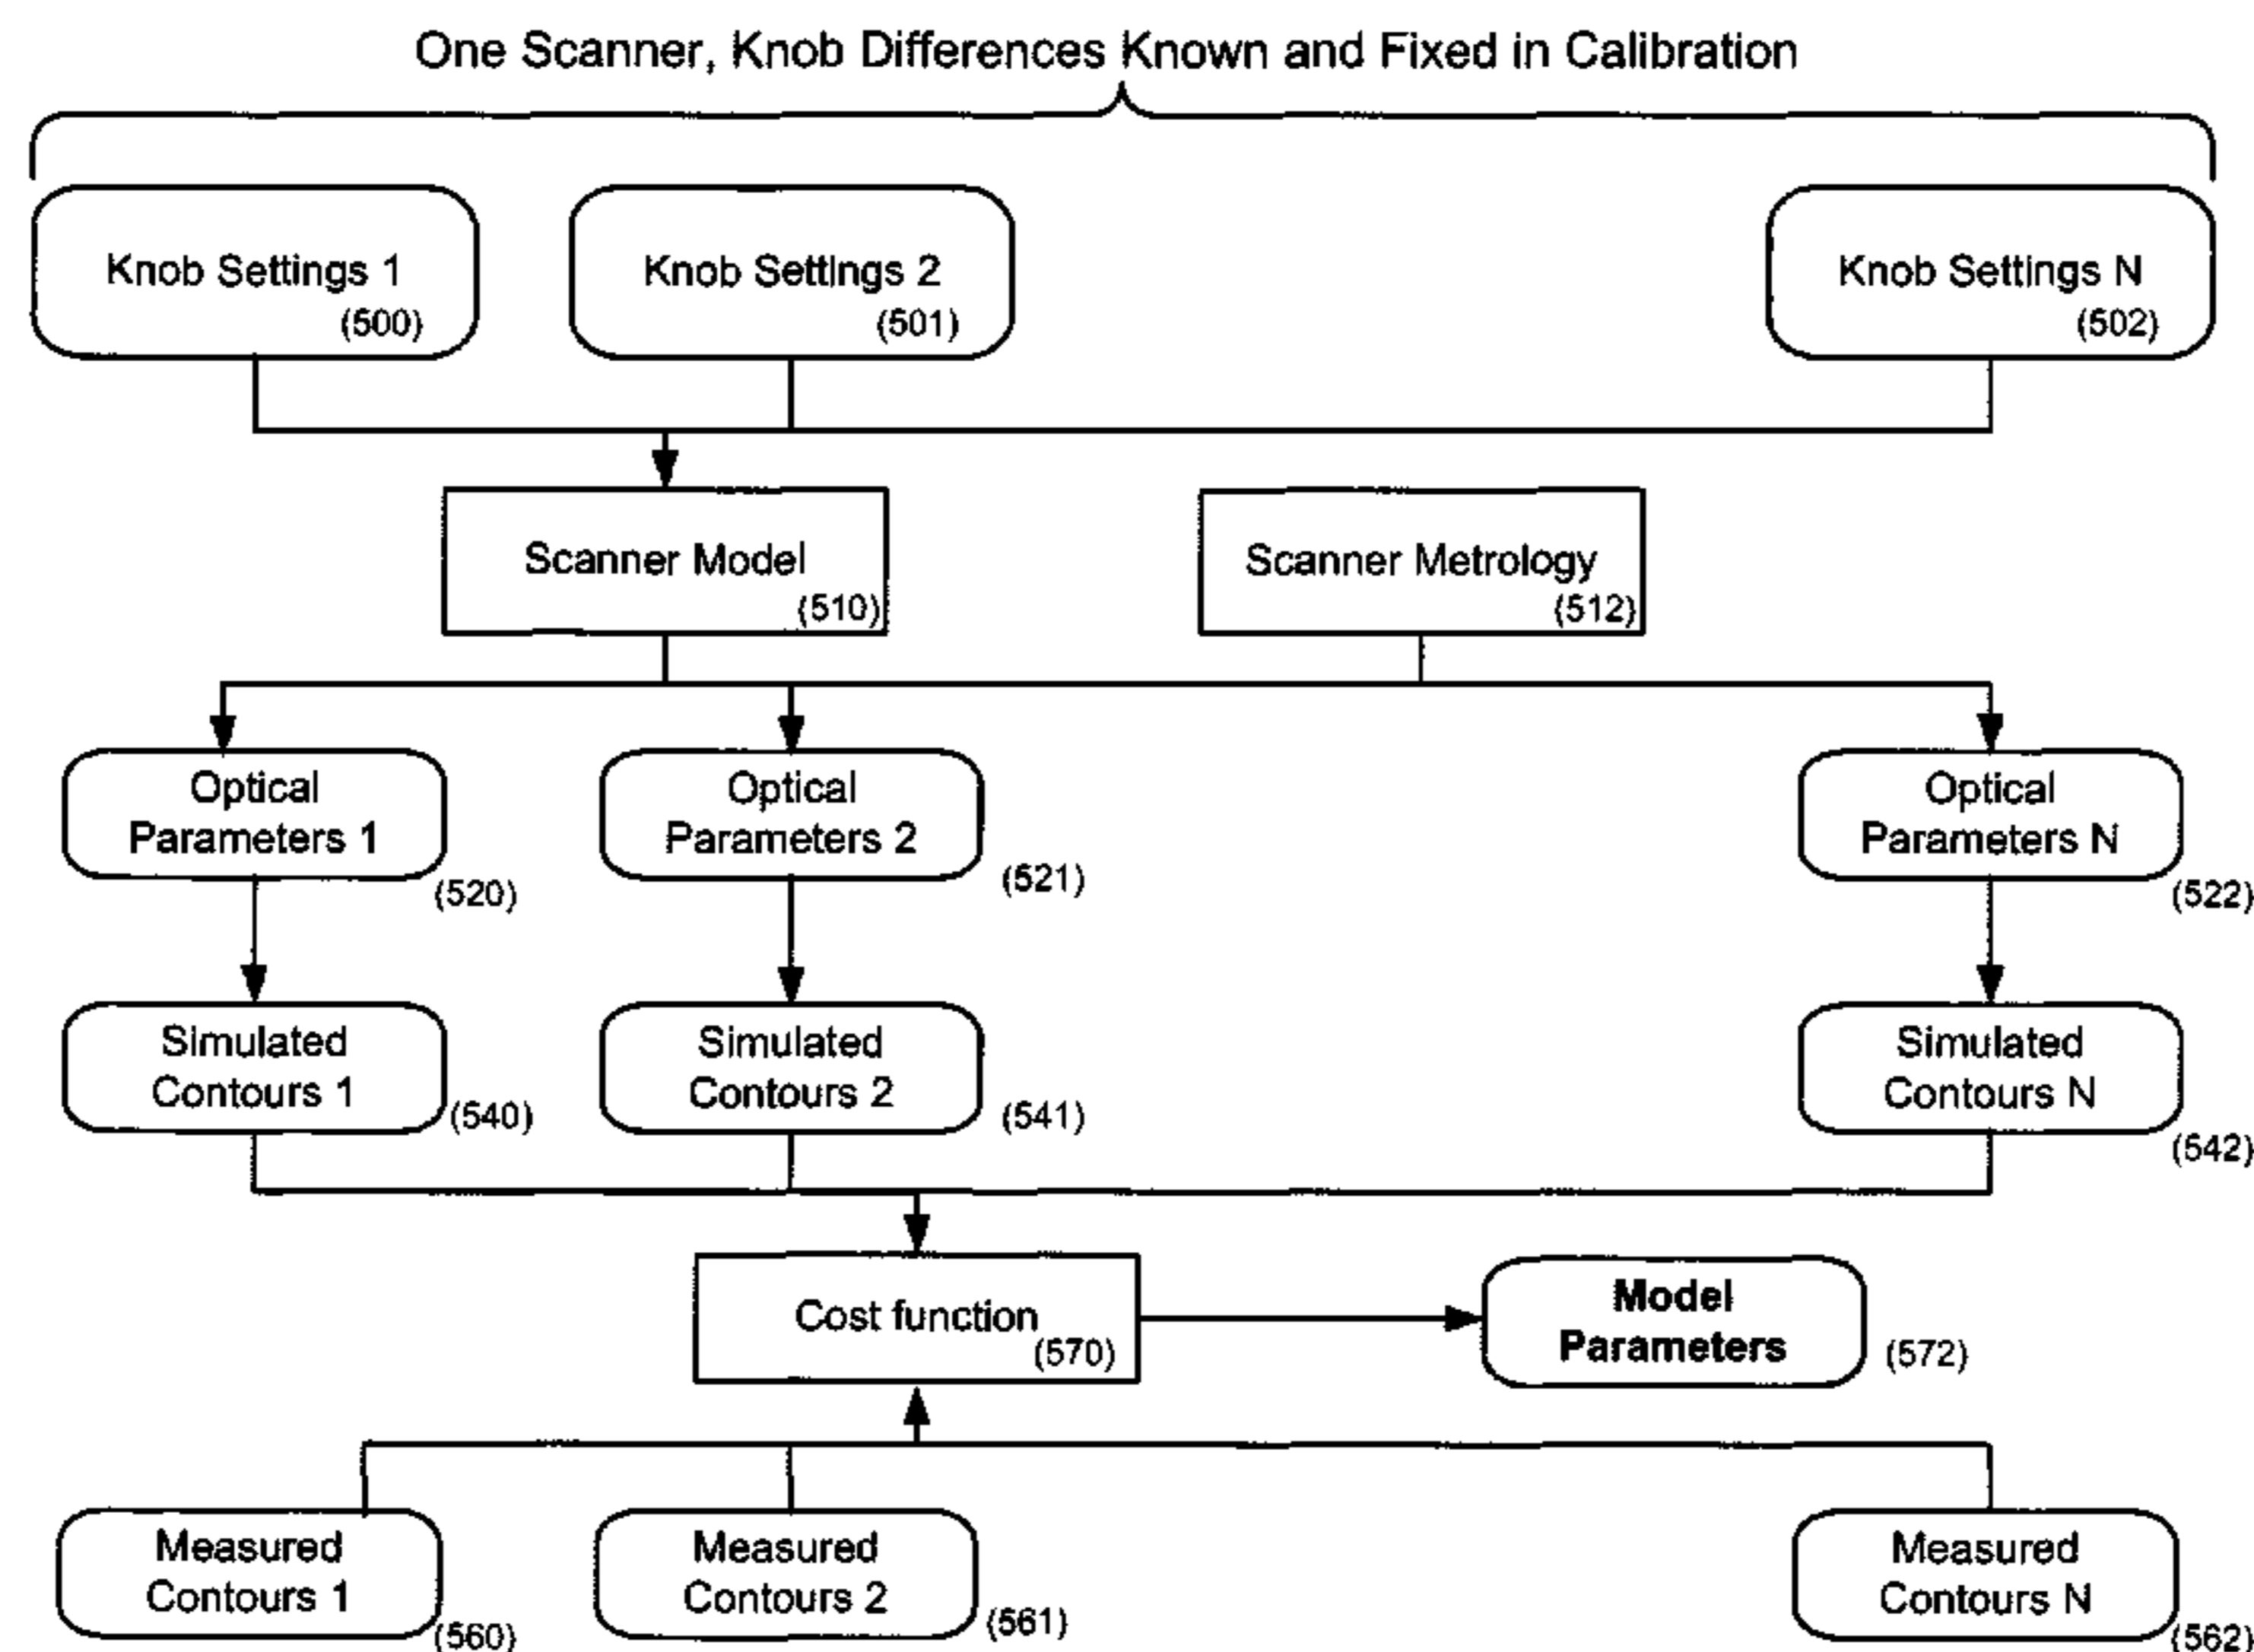 One Scanner, Knob Differences Known and Fixed in Calibration
Knob Settings 1
(500)
Knob Settings 2
(501)
Knob Settings N
(502)
Scanner Model
(510)
Scanner Metrology
(512)
Optical
Parameters 1
(520)
Optical
Parameters 2
(521)
Optical
Parameters N
(522)
Simulated
Contours 1
(540)
Simulated
Contours 2
(541)
Simulated
Contours N
(542)
Cost function
(570)
Model
Parameters
(572)
Measured
Contours 1
(560)
Measured
Contours 2
(561)
Measured
Contours N
(562)